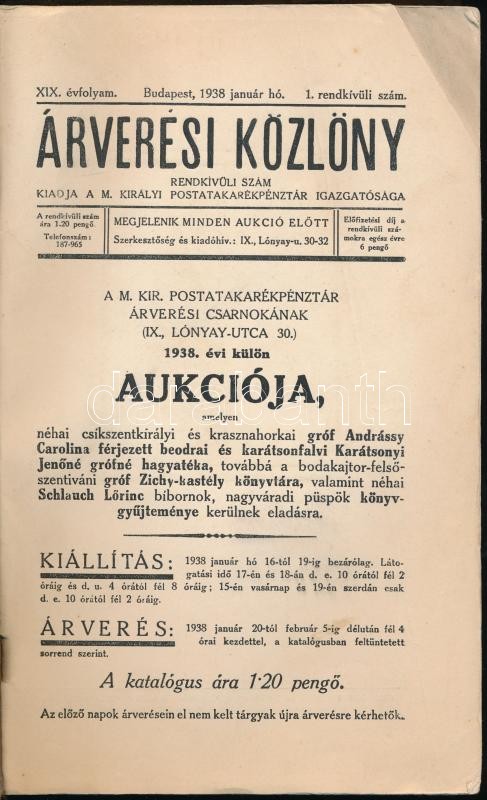 XIX. évfolyam. Budapest, 1938 január hó. 1. rendkívüli szám.
ÁRVERÉSI KÖZLÖNY
RENDKÍVÜLI SZÁM
KIADJA A M. KIRÁLYI POSTATAKARÉKPÉNZTÁR IGAZGATÓSÁGA
A rendkívüli szám
ára 1.20 pengő
Telefonszám:
187-965
MEGJELENIK MINDEN AUKCIÓ ELŐTT
Szerkesztőség és kiadóhív.: IX., Lónyay-u. 30-32
Előfizetési díj a
rendkívüli szá-
mokra egész évre
6 pengő
A M. KIR. POSTATAKARÉKPÉNZTÁR
ÁRVERÉSI CSARNOKÁNAK
(IX., LÓNYAY-UTCA 30.)
1938. évi külön
AUKCIÓJA,
amelyen
darabanth
néhai csíkszentkirályi és krasznahorkai gróf Andrássy
Carolina férjezett beodrai és karátsonfalvi Karátsonyi
Jenőné grófné hagyatéka, továbbá a bodakajtor-felső-
szentiváni gróf Zichy-kastély könyvtára, valamint néhai
Schlauch Lőrinc bíbornok, nagyváradi püspök könyv-
gyűjteménye kerülnek eladásra.
KIÁLLÍTÁS: 1938 január hó 16-tól 19-ig bezárólag. Láto-
gatási idő 17-én és 18-án d. e. 10 órától fél 2
óráig és d. u. 4 órától fél 8 óráig; 15-én vasárnap és 19-én szerdán csak
d. e. 10 órától fél 2 óráig.
ÁRVERÉS: 1938 január 20-tól február 5-ig délután fél 4
órai kezdettel, a katalógusban feltüntetett
sorrend szerint.
A katalógus ára 1·20 pengő.
Az előző napok árverésein el nem kelt tárgyak újra árverésre kérhetők.